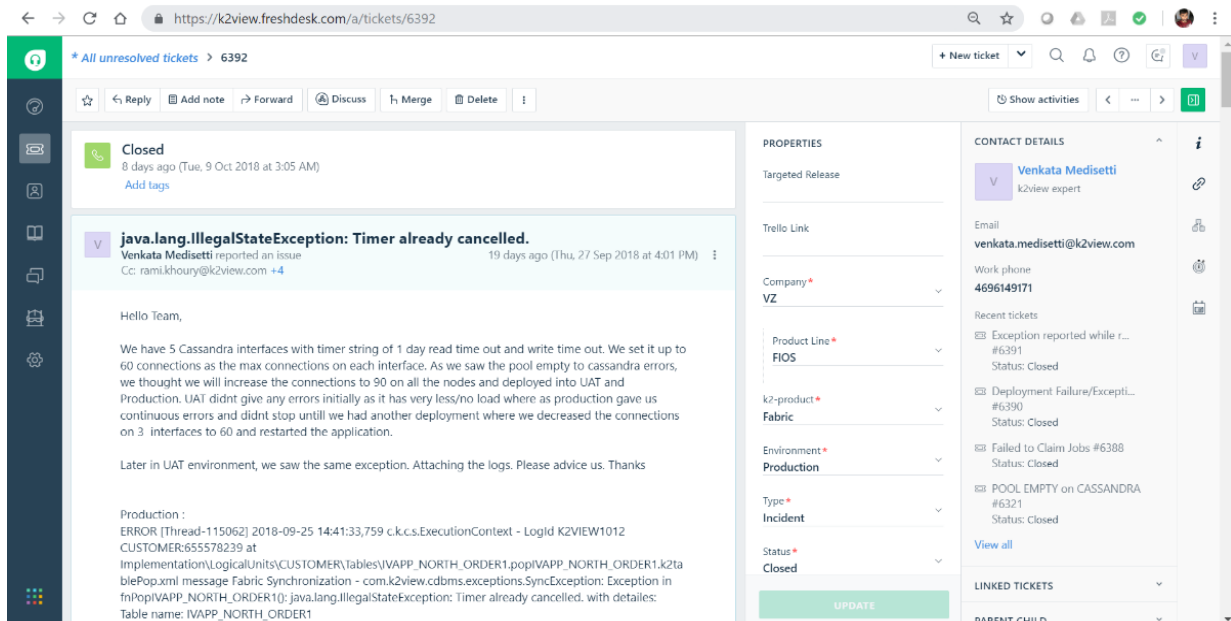 https://k2view.freshdesk.com/a/tickets/6392
* All unresolved tickets > 6392
+ New ticket
V
Reply
Add note
Forward
Discuss
Merge
Delete
Show activities
Closed
8 days ago (Tue, 9 Oct 2018 at 3:05 AM)
Add tags
V
java.lang.IllegalStateException: Timer already cancelled.
Venkata Medisetti reported an issue
19 days ago (Thu, 27 Sep 2018 at 4:01 PM)
Cc: rami.khoury@k2view.com +4
Hello Team,
We have 5 Cassandra interfaces with timer string of 1 day read time out and write time out. We set it up to
60 connections as the max connections on each interface. As we saw the pool empty to cassandra errors,
we thought we will increase the connections to 90 on all the nodes and deployed into UAT and
Production. UAT didnt give any errors initially as it has very less/no load where as production gave us
continuous errors and didnt stop untill we had another deployment where we decreased the connections
on 3 interfaces to 60 and restarted the application.
Later in UAT environment, we saw the same exception. Attaching the logs. Please advice us. Thanks
Production :
ERROR [Thread-115062] 2018-09-25 14:41:33,759 c.k.c.s.ExecutionContext - LogId K2VIEW1012
CUSTOMER:655578239 at
Implementation\LogicalUnits\CUSTOMER\Tables\IVAPP_NORTH_ORDER1.popIVAPP_NORTH_ORDER1.k2ta
blePop.xml message Fabric Synchronization - com.k2view.cdbms.exceptions.SyncException: Exception in
fnPopIVAPP_NORTH_ORDER1(): java.lang.IllegalStateException: Timer already cancelled. with detailes:
Table name: IVAPP_NORTH_ORDER1
PROPERTIES
Targeted Release
Trello Link
Company*
VZ
Product Line*
FIOS
k2-product*
Fabric
Environment*
Production
Type*
Incident
Status*
Closed
UPDATE
CONTACT DETAILS
V
Venkata Medisetti
k2view expert
Email
venkata.medisetti@k2view.com
Work phone
4696149171
Recent tickets
Exception reported while r...
#6391
Status: Closed
Deployment Failure/Excepti...
#6390
Status: Closed
Failed to Claim Jobs #6388
Status: Closed
POOL EMPTY on CASSANDRA
#6321
Status: Closed
View all
LINKED TICKETS
PARENT CHILD